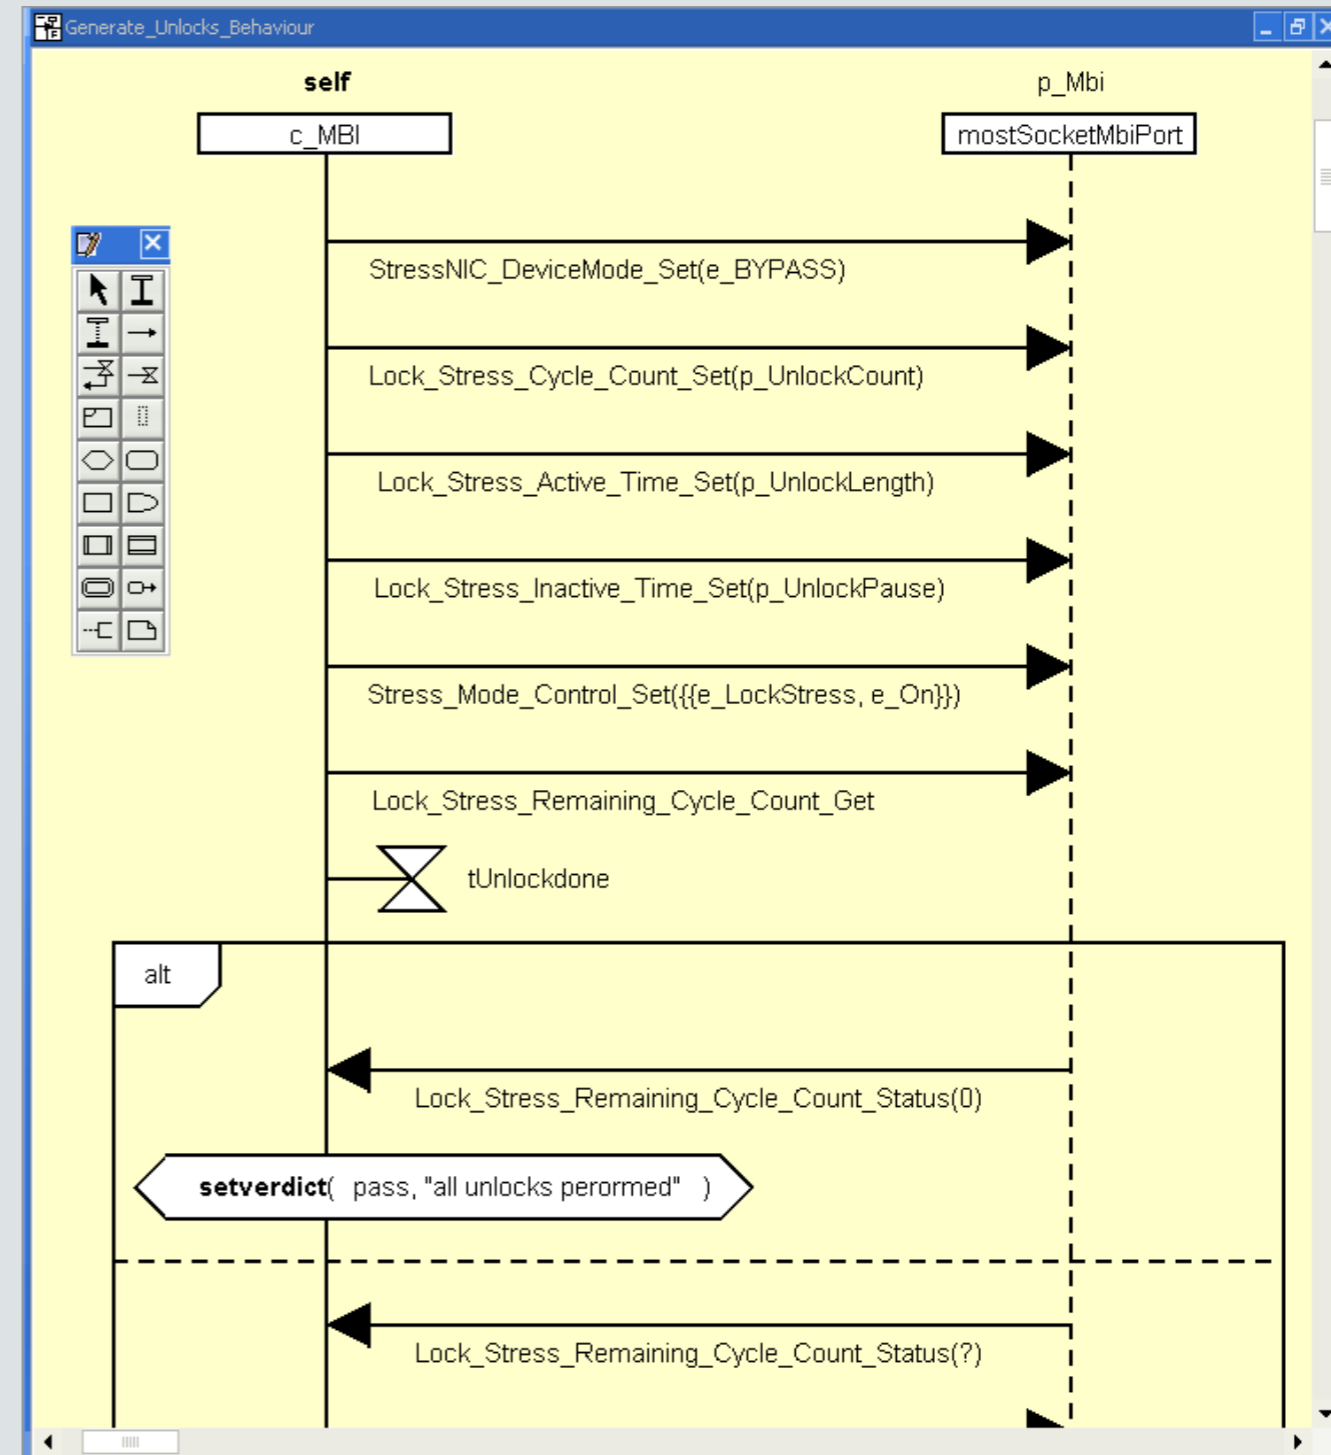 Generate_Unlocks_Behaviour
self
p_Mbi
c_MBI
mostSocketMbiPort
StressNIC_DeviceMode_Set(e_BYPASS)
Lock_Stress_Cycle_Count_Set(p_UnlockCount)
Lock_Stress_Active_Time_Set(p_UnlockLength)
Lock_Stress_Inactive_Time_Set(p_UnlockPause)
Stress_Mode_Control_Set({{e_LockStress, e_On}})
Lock_Stress_Remaining_Cycle_Count_Get
tUnlockdone
alt
Lock_Stress_Remaining_Cycle_Count_Status(0)
setverdict( pass, "all unlocks perormed" )
Lock_Stress_Remaining_Cycle_Count_Status(?)